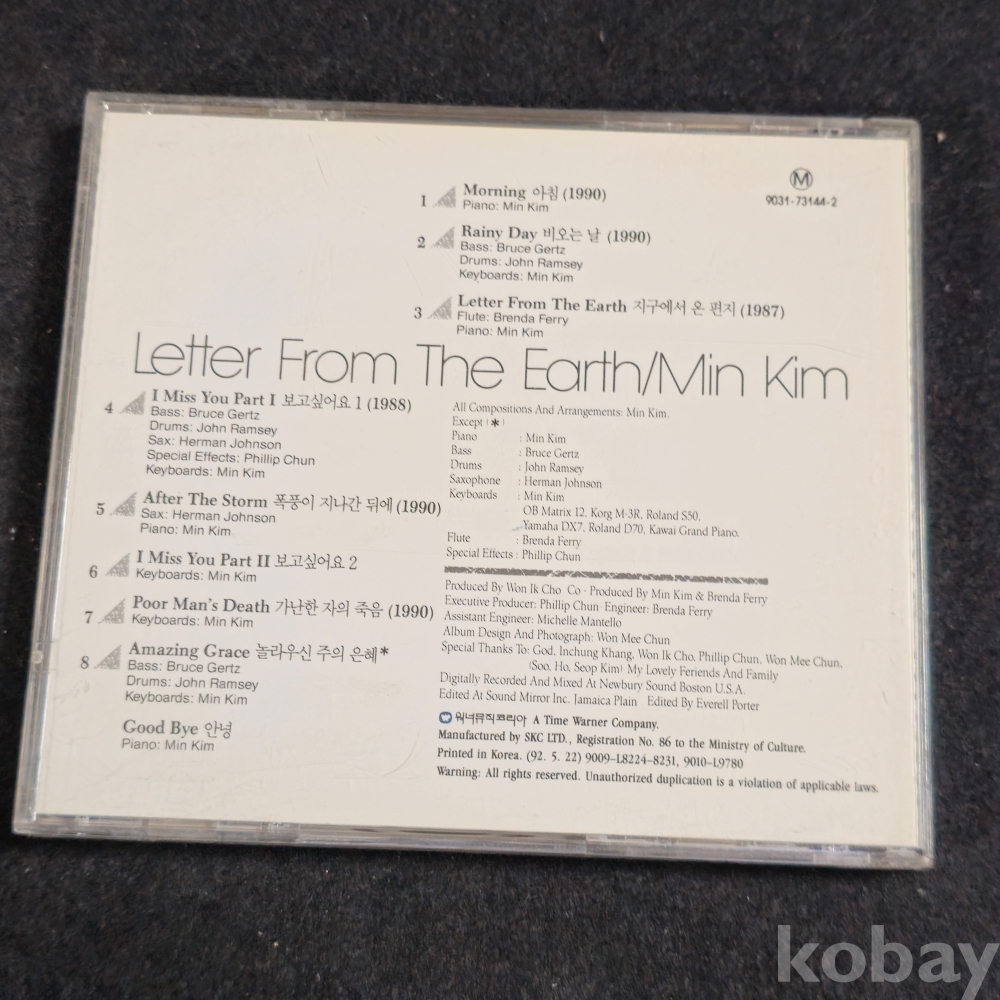 Ⓜ
9031-73144-2
1 Morning 아침 (1990)
Piano: Min Kim
2 Rainy Day 비오는 날 (1990)
Bass: Bruce Gertz
Drums: John Ramsey
Keyboards: Min Kim
3 Letter From The Earth 지구에서 온 편지 (1987)
Flute: Brenda Ferry
Piano: Min Kim
Letter From The Earth/Min Kim
4 I Miss You Part I 보고싶어요 1 (1988)
Bass: Bruce Gertz
Drums: John Ramsey
Sax: Herman Johnson
Special Effects: Phillip Chun
Keyboards: Min Kim
5 After The Storm 폭풍이 지나간 뒤에 (1990)
Sax: Herman Johnson
Piano: Min Kim
6 I Miss You Part II 보고싶어요 2
Keyboards: Min Kim
7 Poor Man's Death 가난한 자의 죽음 (1990)
Keyboards: Min Kim
8 Amazing Grace 놀라우신 주의 은혜*
Bass: Bruce Gertz
Drums: John Ramsey
Keyboards: Min Kim
Good Bye 안녕
Piano: Min Kim
All Compositions And Arrangements: Min Kim.
Except (*)
Piano : Min Kim
Bass : Bruce Gertz
Drums : John Ramsey
Saxophone : Herman Johnson
Keyboards : Min Kim
OB Matrix 12, Korg M-3R, Roland S50,
Yamaha DX7, Roland D70, Kawai Grand Piano.
Flute : Brenda Ferry
Special Effects : Phillip Chun
Produced By Won Ik Cho Co - Produced By Min Kim & Brenda Ferry
Executive Producer: Phillip Chun Engineer: Brenda Ferry
Assistant Engineer: Michelle Mantello
Album Design And Photograph: Won Mee Chun
Special Thanks To: God, Inchung Khang, Won Ik Cho, Phillip Chun, Won Mee Chun,
(Soo, Ho, Seop Kim) My Lovely Feriends And Family
Digitally Recorded And Mixed At Newbury Sound Boston U.S.A.
Edited At Sound Mirror Inc. Jamaica Plain Edited By Everell Porter
워너뮤직코리아 A Time Warner Company.
Manufactured by SKC LTD., Registration No. 86 to the Ministry of Culture.
Printed in Korea. (92. 5. 22) 9009-L8224-8231, 9010-L9780
Warning: All rights reserved. Unauthorized duplication is a violation of applicable laws.
kobay